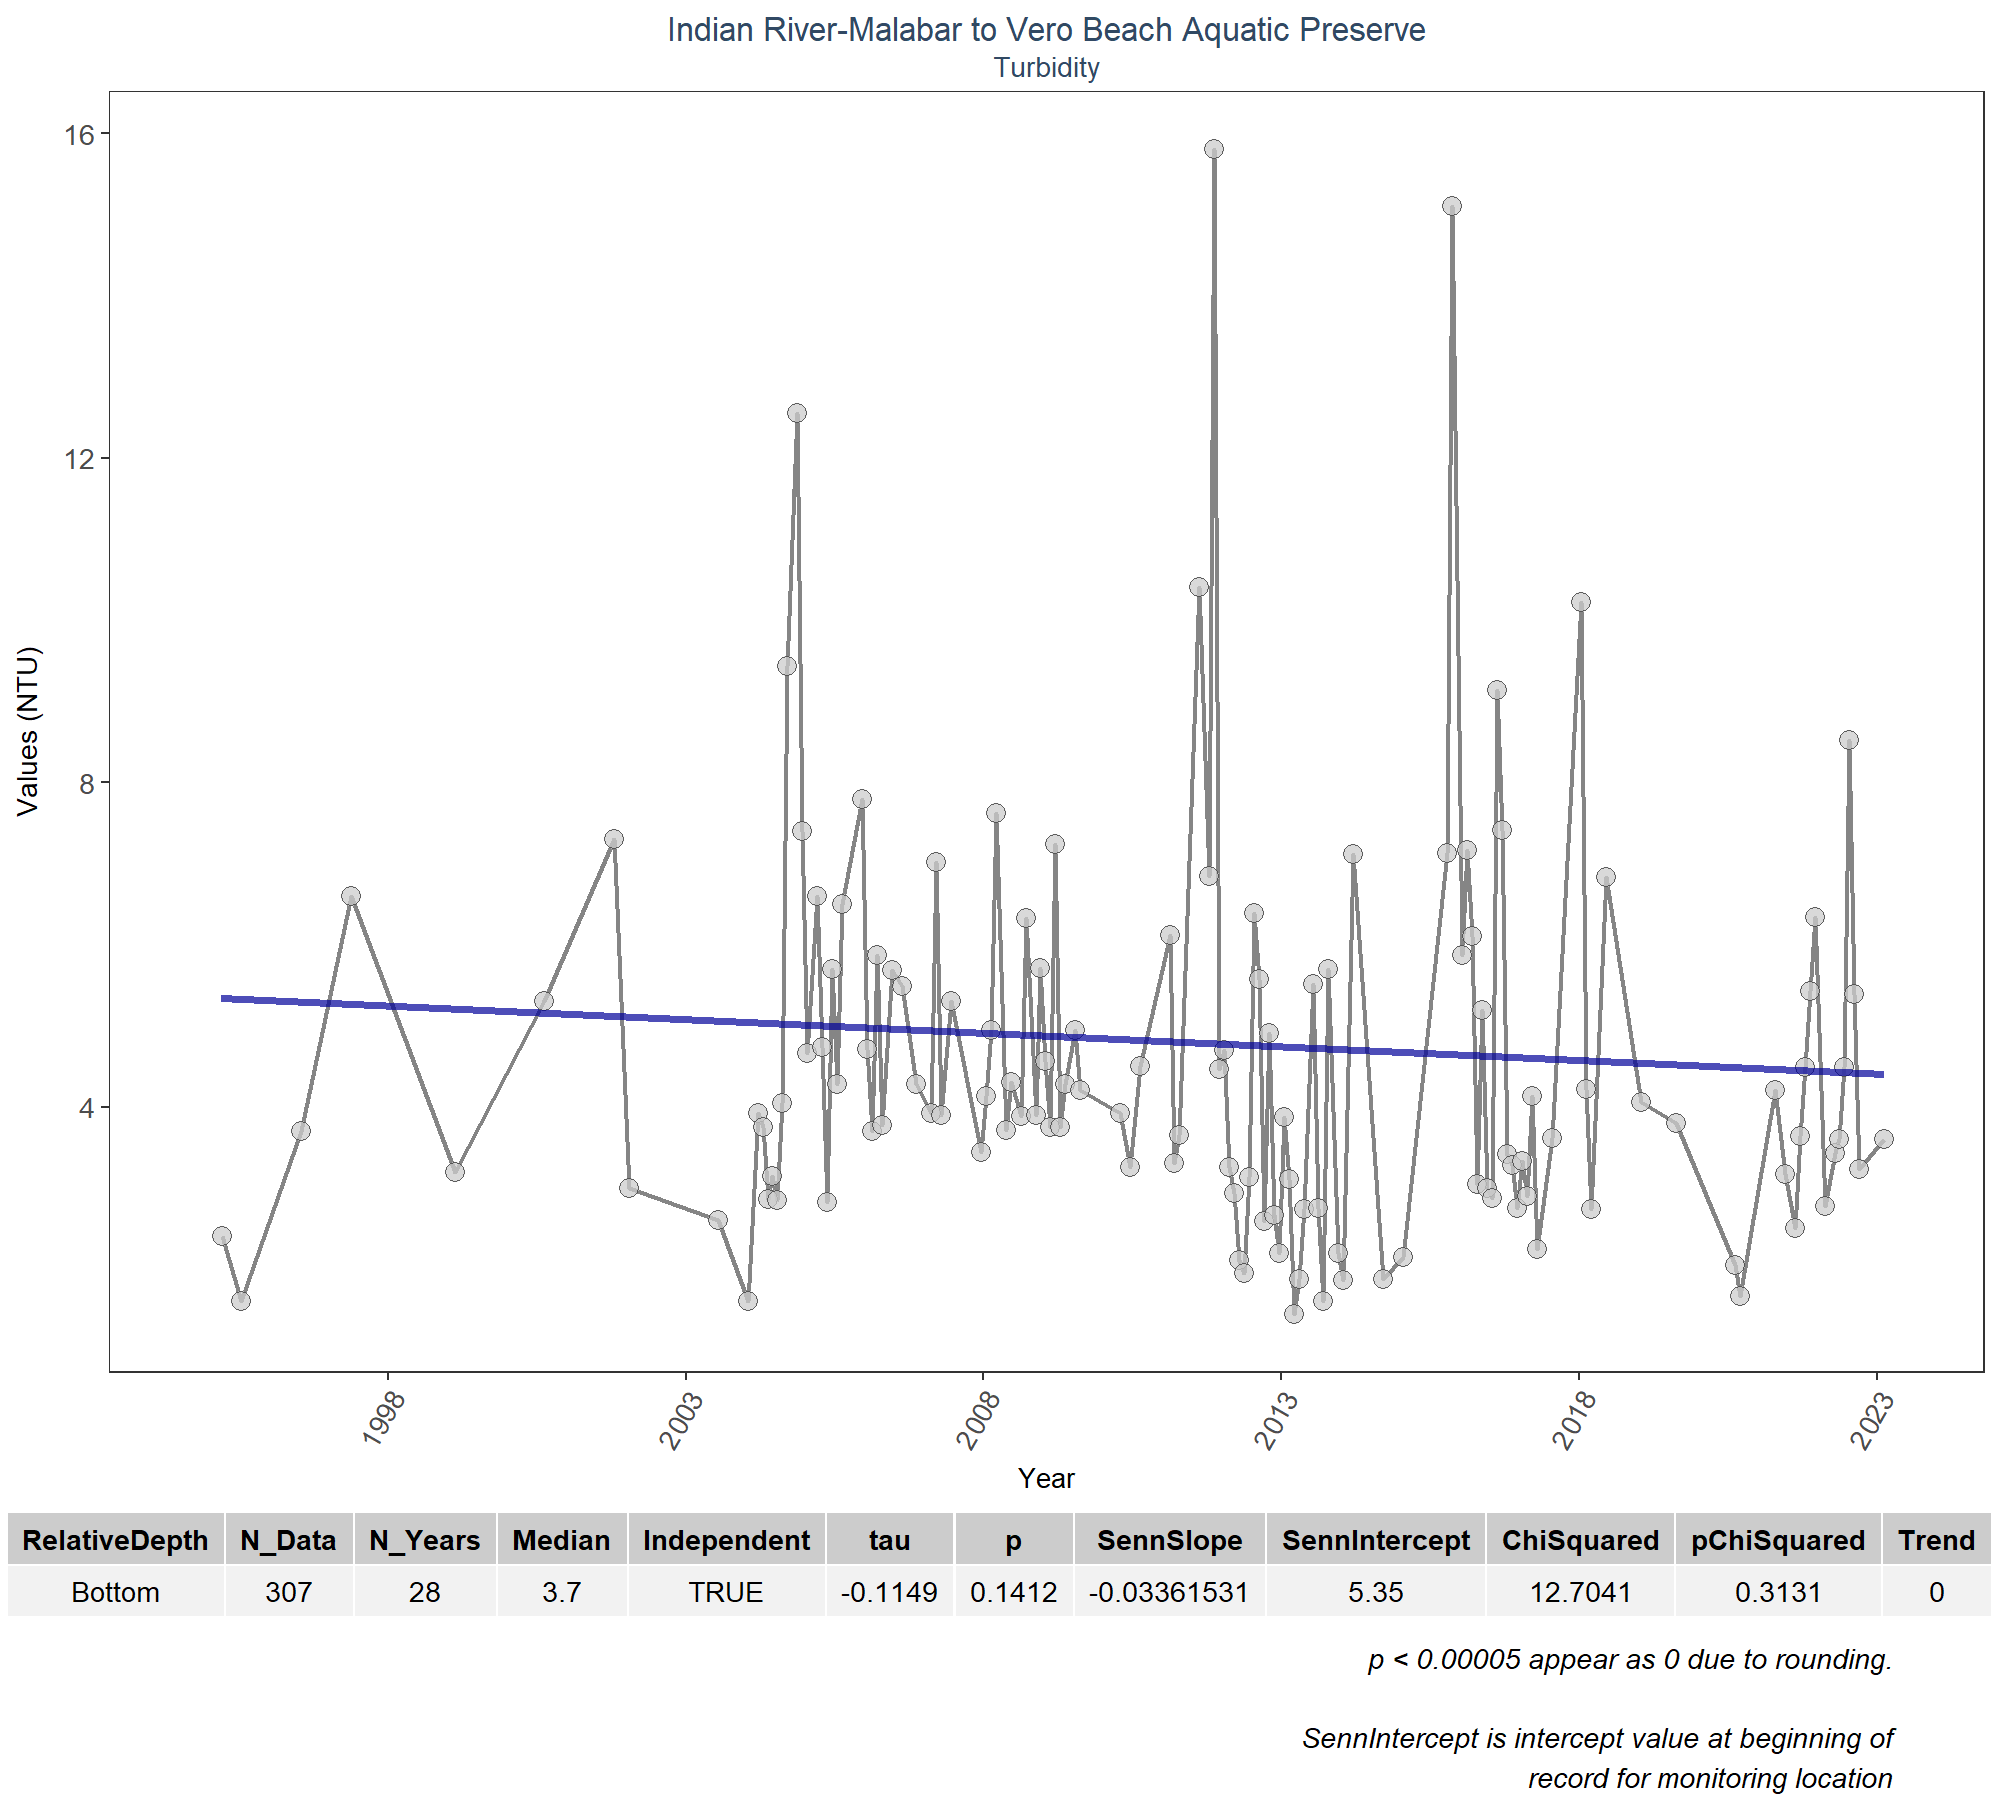 Indian River-Malabar to Vero Beach Aquatic Preserve
Turbidity
16
12
8
4
Values (NTU)
1998
2003
2008
2013
2018
2023
Year
RelativeDepth N_Data N_Years Median Independent tau p SennSlope SennIntercept ChiSquared pChiSquared Trend
Bottom 307 28 3.7 TRUE -0.1149 0.1412 -0.03361531 5.35 12.7041 0.3131 0
p < 0.00005 appear as 0 due to rounding.
SennIntercept is intercept value at beginning of
record for monitoring location